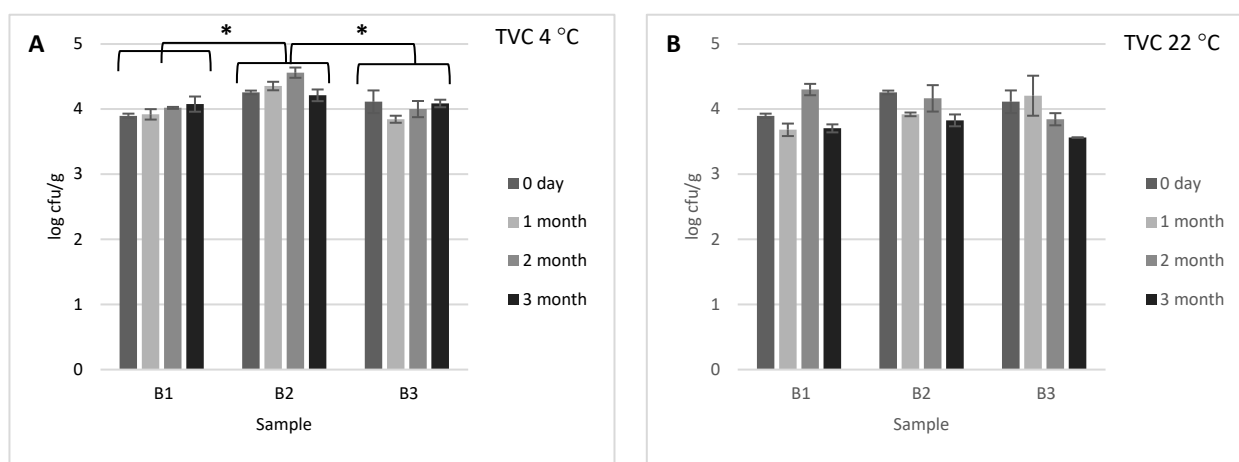 A
*
*
TVC 4 °C
5
4
3
2
1
0
log cfu/g
B1
B2
B3
Sample
0 day
1 month
2 month
3 month
B
TVC 22 °C
5
4
3
2
1
0
log cfu/g
B1
B2
B3
Sample
0 day
1 month
2 month
3 month